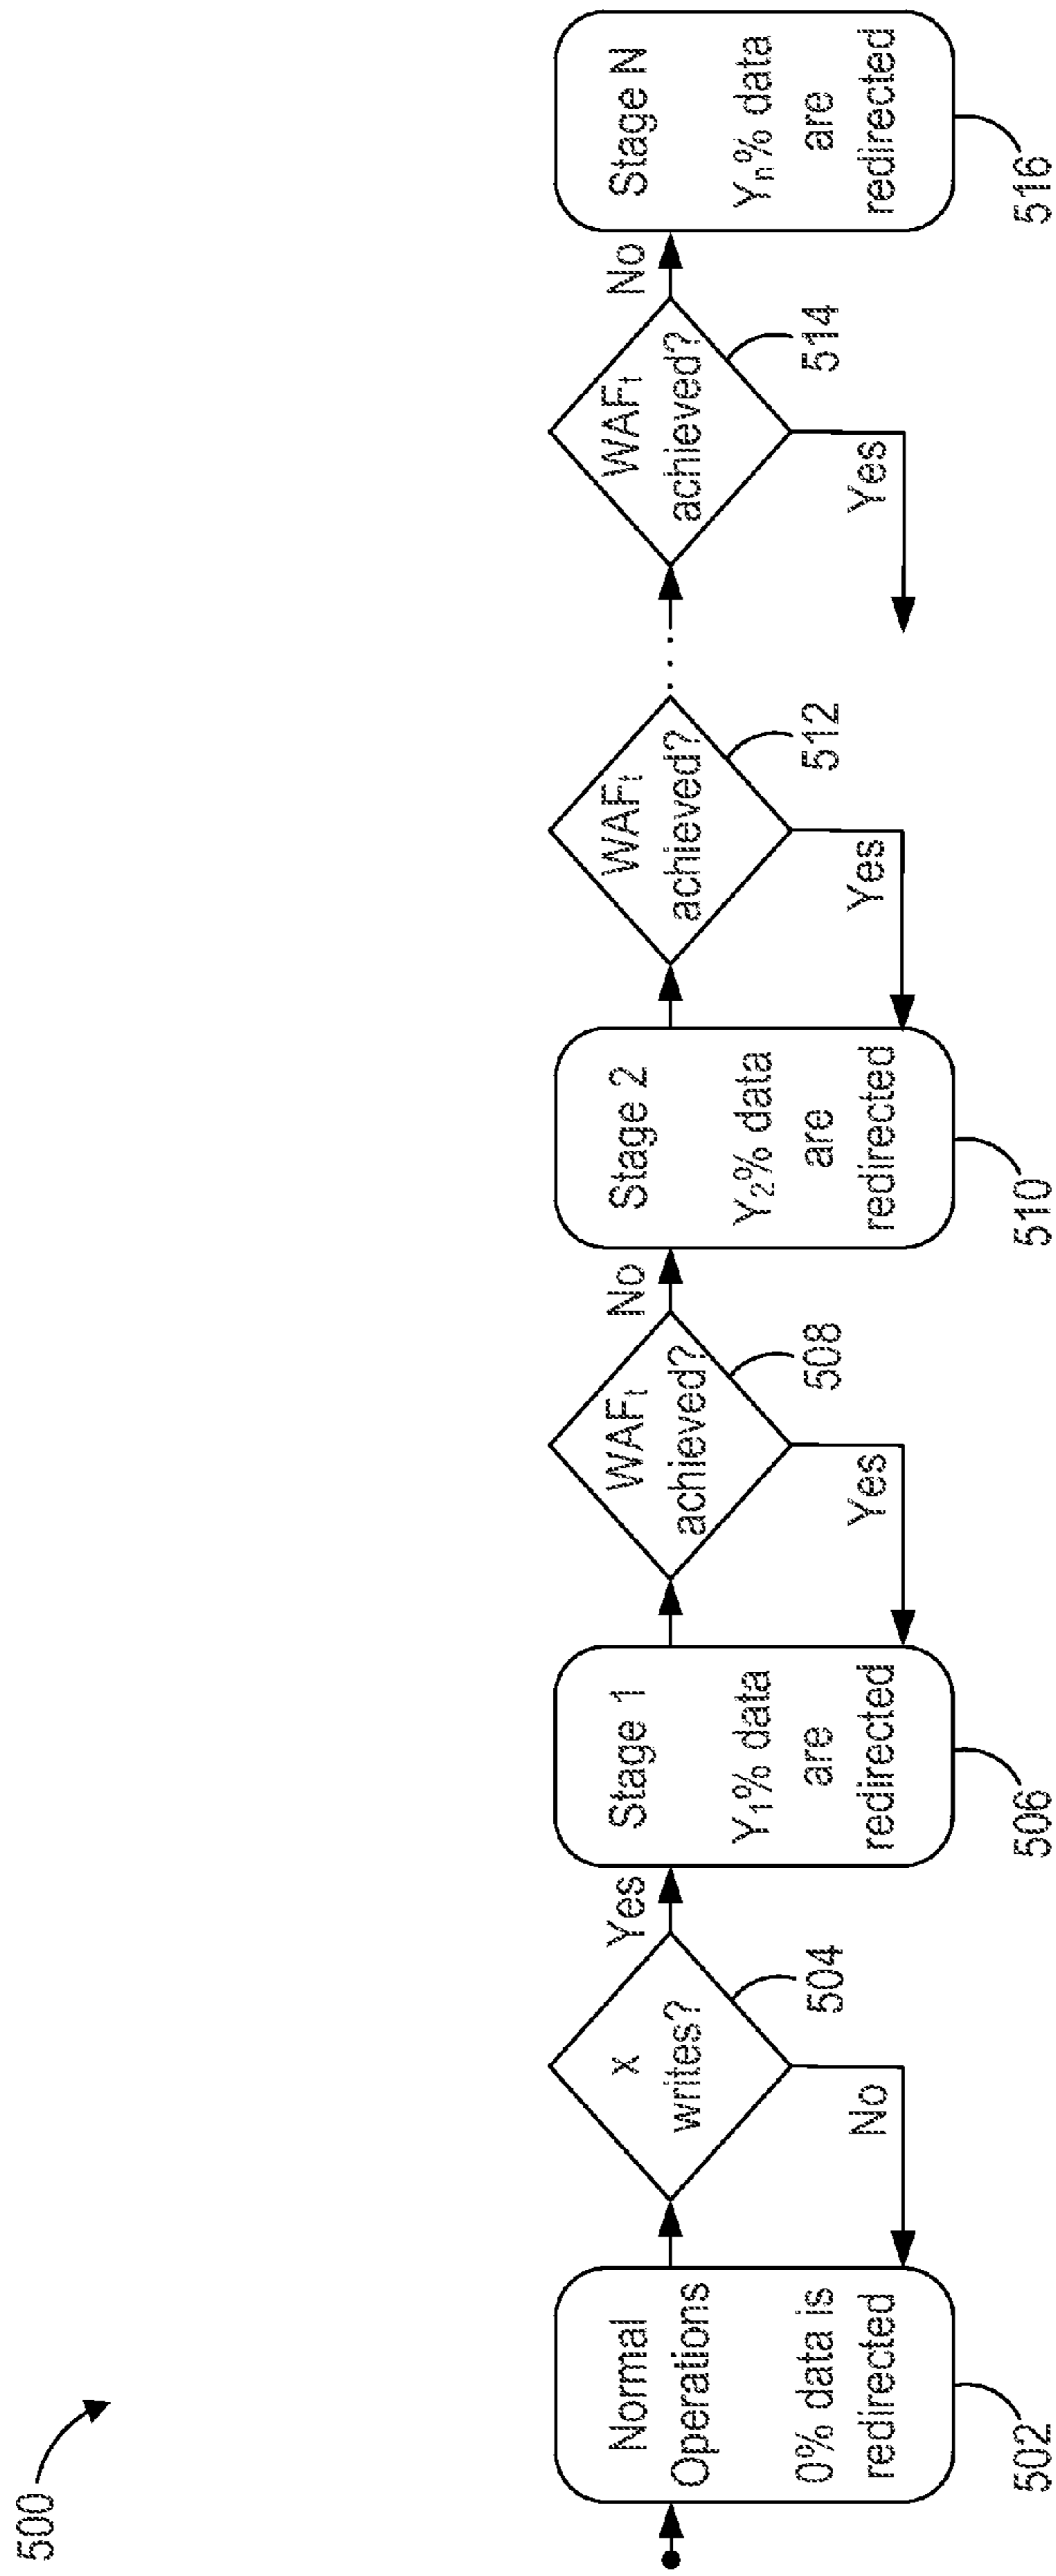 500
Normal
Operations
0% data is
redirected
502
x
writes?
504
Yes
No
Stage 1
Y₁% data
are
redirected
506
WAFₜ
achieved?
508
No
Yes
Stage 2
Y₂% data
are
redirected
510
WAFₜ
achieved?
512
Yes
. . .
WAFₜ
achieved?
514
No
Yes
Stage N
Yₙ% data
are
redirected
516